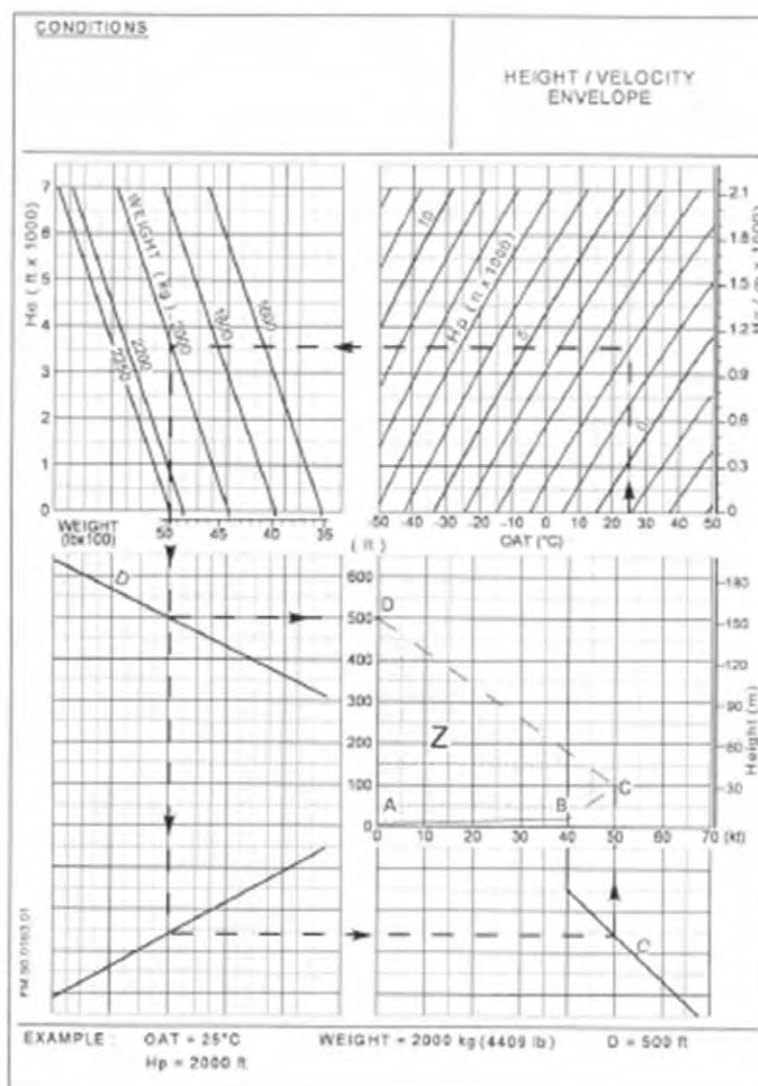 CONDITIONS
HEIGHT / VELOCITY
ENVELOPE
7
6
5
4
3
2
1
0
WEIGHT (kg)
2250
2200
2000
1800
1600
10
Hp (ft x 1000)
5
0
2.1
1.8
1.5
1.2
0.9
0.6
0.3
0
WEIGHT
(lbx100)
50 45 40 35
-50 -40 -30 -20 -10 0 10 20 30 40 50
OAT (°C)
(ft)
D
600
500
400
300
200
100
0
D
Z
A
B
C
180
150
120
90
60
30
Height (m)
0 10 20 30 40 50 60 70 (kt)
C
EXAMPLE : OAT = 25°C WEIGHT = 2000 kg (4409 lb) D = 500 ft
Hp = 2000 ft